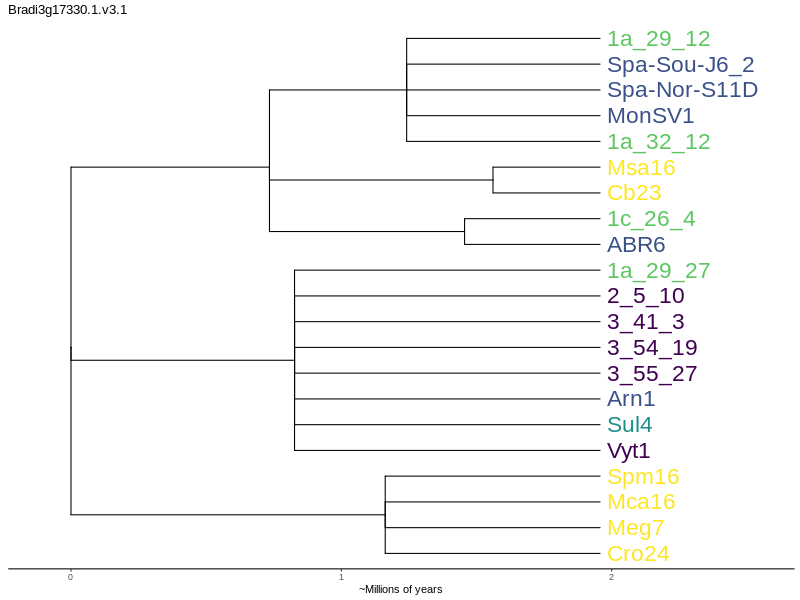 Bradi3g17330.1.v3.1
1a_29_12
Spa-Sou-J6_2
Spa-Nor-S11D
MonSV1
1a_32_12
Msa16
Cb23
1c_26_4
ABR6
1a_29_27
2_5_10
3_41_3
3_54_19
3_55_27
Arn1
Sul4
Vyt1
Spm16
Mca16
Meg7
Cro24
0 1 2
~Millions of years